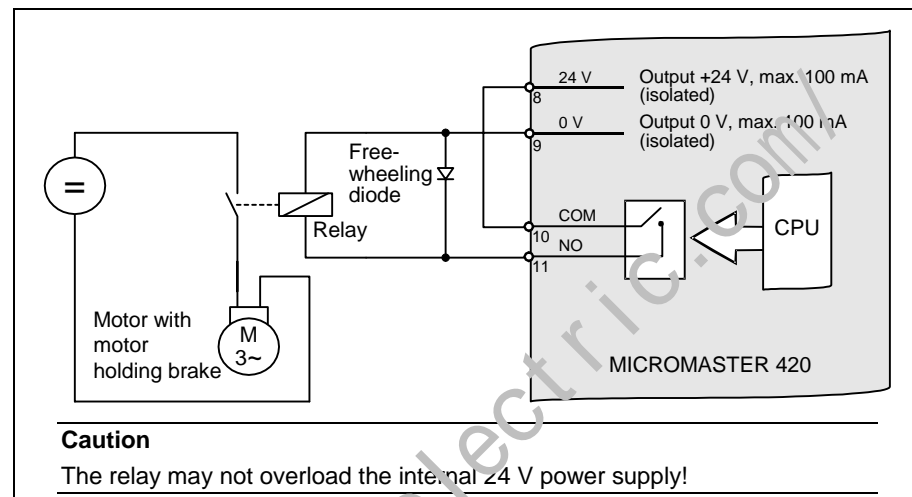 24 V
8
Output +24 V, max. 100 mA
(isolated)
0 V
9
Output 0 V, max. 100 mA
(isolated)
Free-
wheeling
diode
=
Relay
COM
10
NO
11
CPU
Motor with
motor
holding brake
M
3~
MICROMASTER 420
Caution
The relay may not overload the internal 24 V power supply!
electric.com/